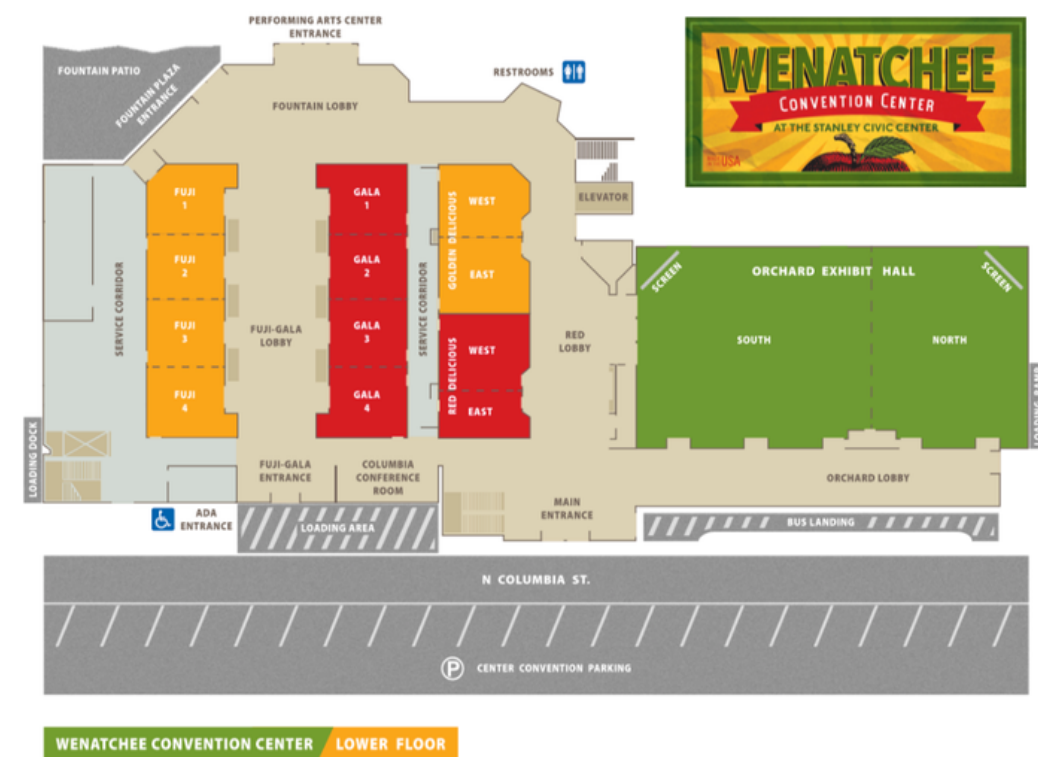 PERFORMING ARTS CENTER
ENTRANCE
FOUNTAIN PATIO
FOUNTAIN PLAZA
ENTRANCE
RESTROOMS
FOUNTAIN LOBBY
WENATCHEE
CONVENTION CENTER
AT THE STANLEY CIVIC CENTER
USA
FUJI
1
FUJI
2
FUJI
3
FUJI
4
SERVICE CORRIDOR
FUJI-GALA
LOBBY
GALA
1
GALA
2
GALA
3
GALA
4
SERVICE CORRIDOR
GOLDEN DELICIOUS
WEST
EAST
RED DELICIOUS
WEST
EAST
ELEVATOR
RED
LOBBY
SCREEN
ORCHARD EXHIBIT HALL
SCREEN
SOUTH
NORTH
LOADING RAMP
LOADING DOCK
FUJI-GALA
ENTRANCE
COLUMBIA
CONFERENCE
ROOM
ORCHARD LOBBY
MAIN
ENTRANCE
ADA
ENTRANCE
LOADING AREA
BUS LANDING
N COLUMBIA ST.
P
CENTER CONVENTION PARKING
WENATCHEE CONVENTION CENTER
LOWER FLOOR